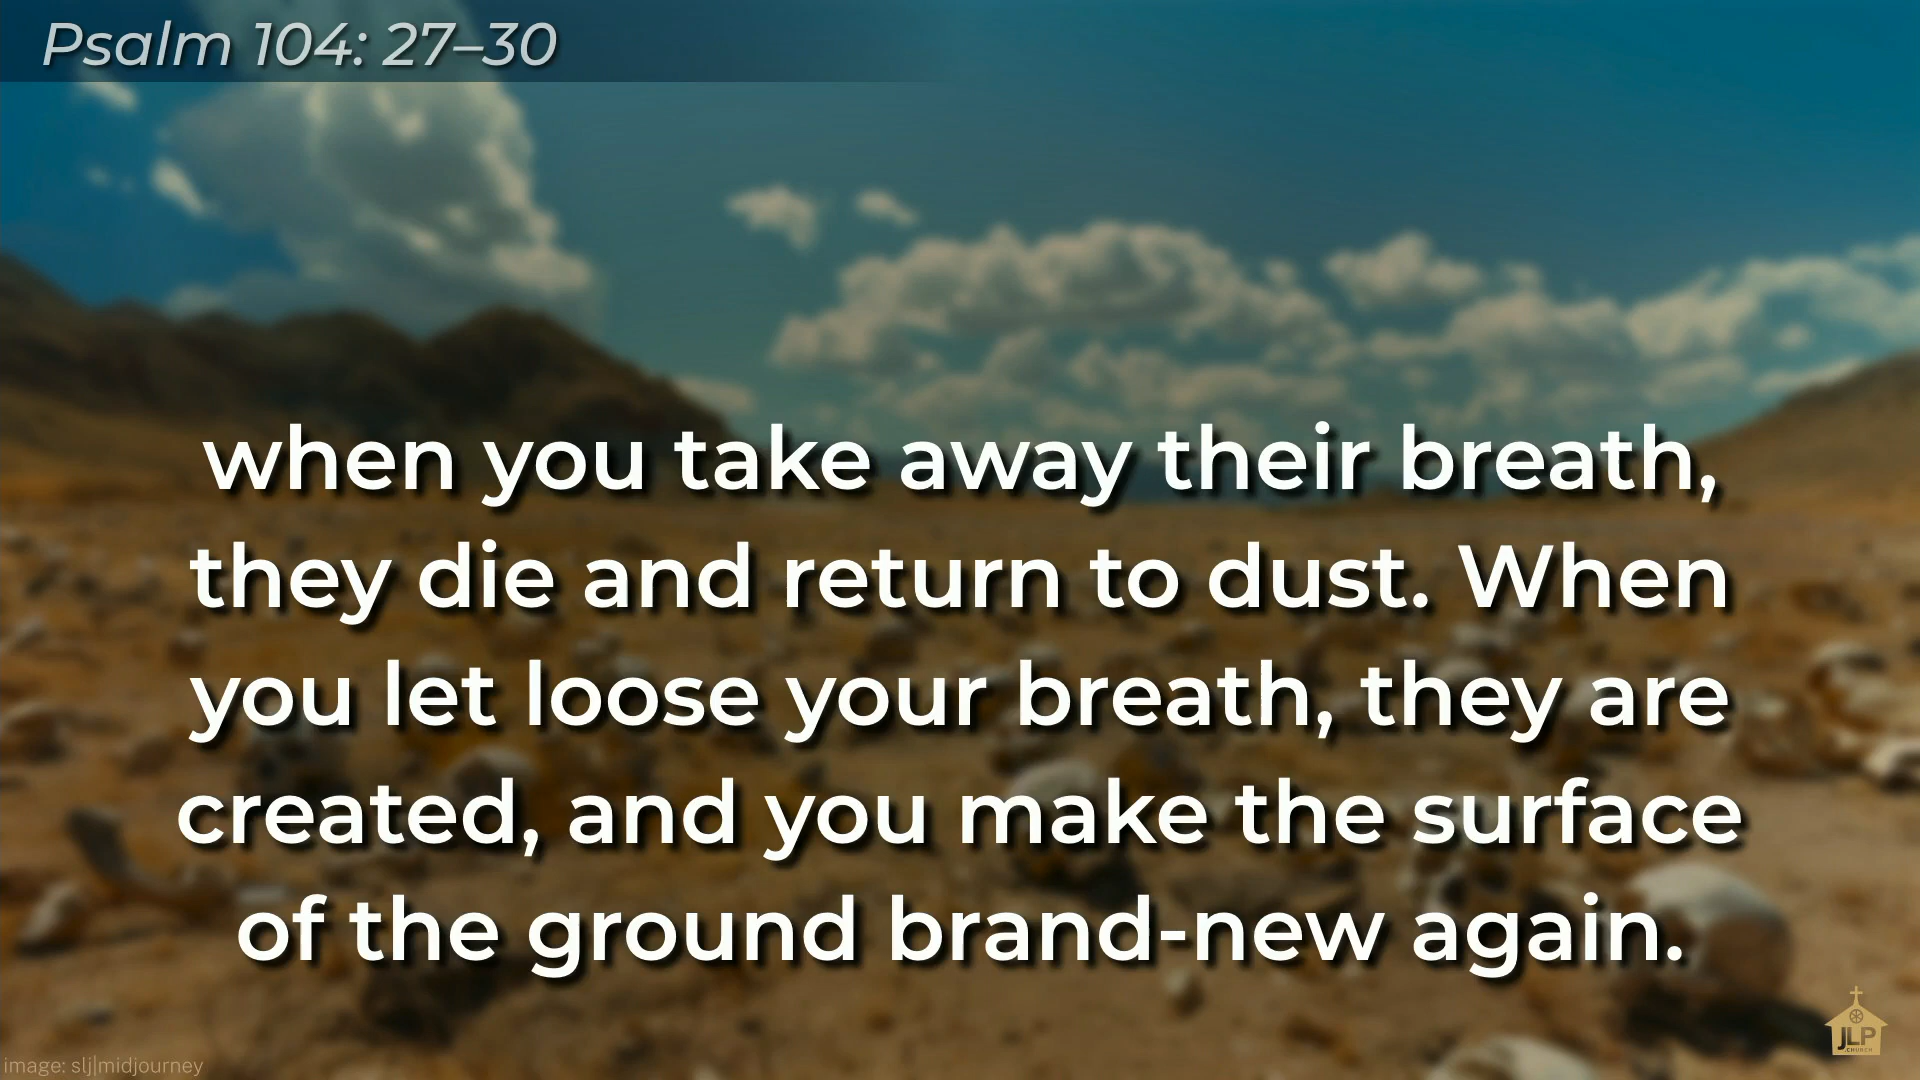 Psalm 104: 27–30
when you take away their breath,
they die and return to dust. When
you let loose your breath, they are
created, and you make the surface
of the ground brand-new again.
image: slj|midjourney
JLP
.CHURCH